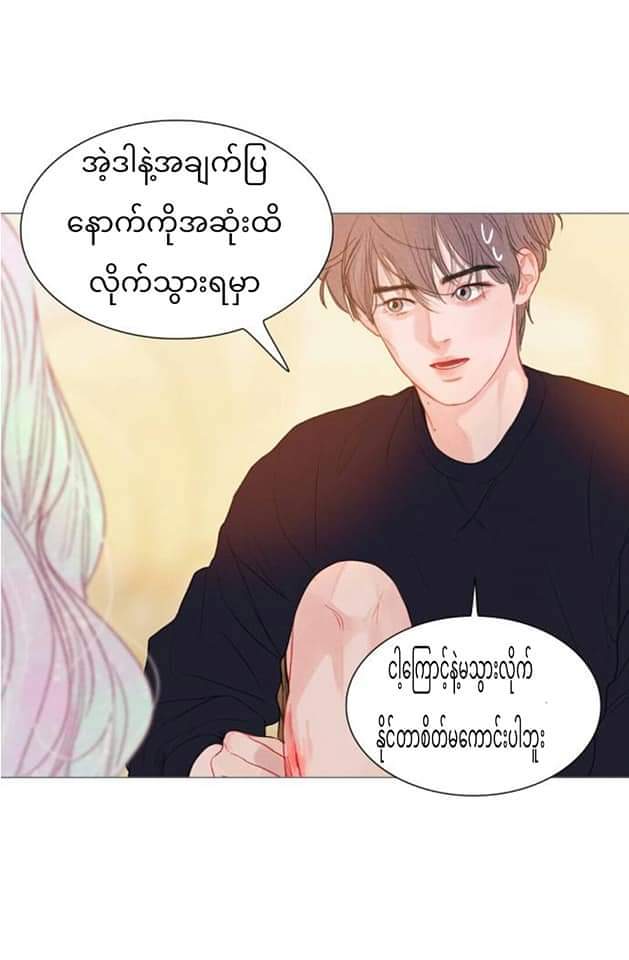 အဲ့ဒါနဲ့အချက်ပြ
နောက်ကိုအဆုံးထိ
လိုက်သွားရမှာ
ငါ့ကြောင့်နဲ့မသွားလိုက်
နိုင်တာစိတ်မကောင်းပါဘူး